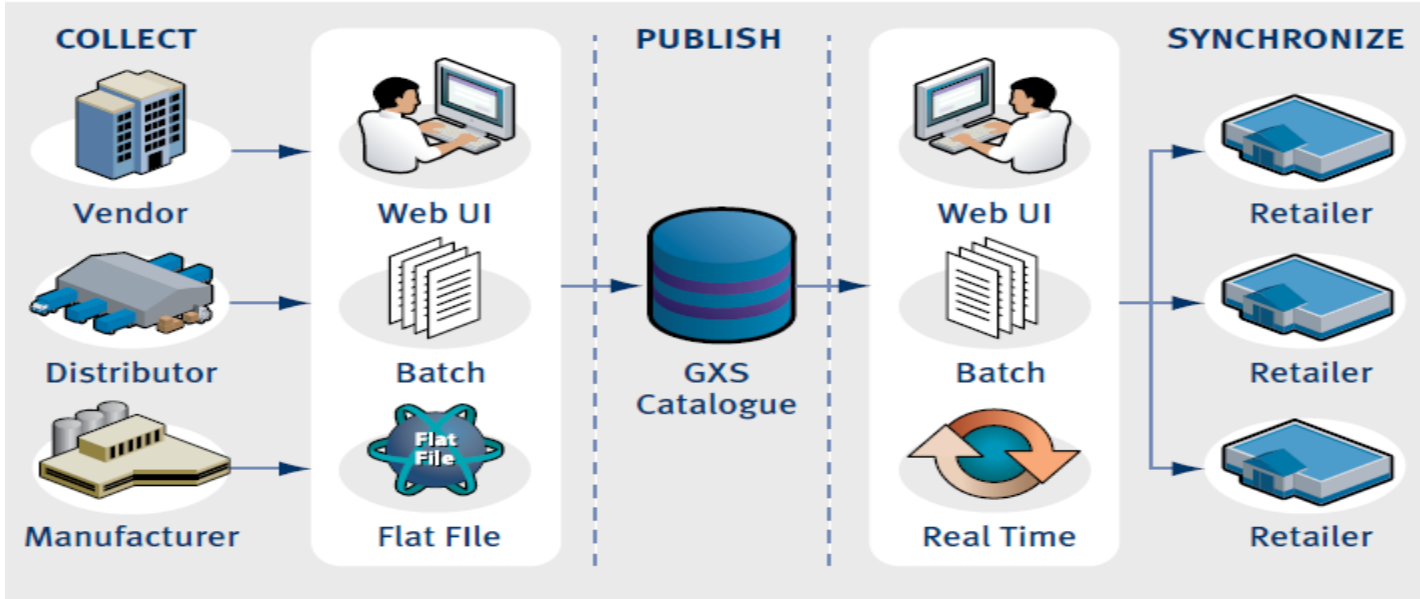 COLLECT
PUBLISH
SYNCHRONIZE
Vendor
Web UI
Web UI
Retailer
Distributor
Batch
GXS
Catalogue
Batch
Retailer
Flat
File
Manufacturer
Flat FIle
Real Time
Retailer